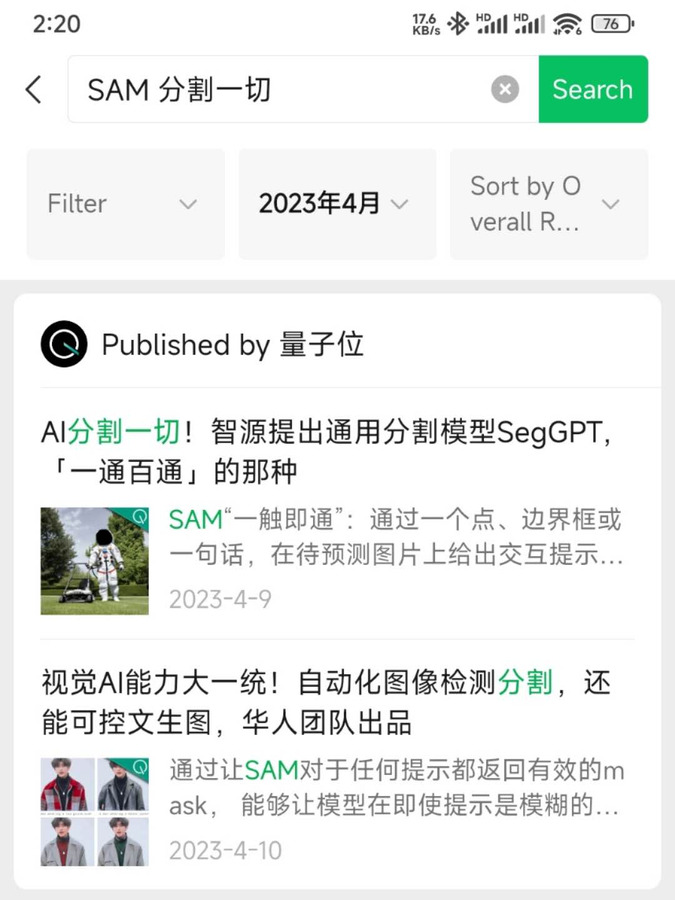 2:20
17.6
KB/s
HD
HD
6
76
SAM 分割一切
Search
Filter
2023年4月
Sort by O
verall R...
Published by 量子位
AI分割一切！智源提出通用分割模型SegGPT，
「一通百通」的那种
SAM“一触即通”：通过一个点、边界框或
一句话，在待预测图片上给出交互提示...
2023-4-9
视觉AI能力大一统！自动化图像检测分割，还
能可控文生图，华人团队出品
通过让SAM对于任何提示都返回有效的m
ask， 能够让模型在即使提示是模糊的...
2023-4-10